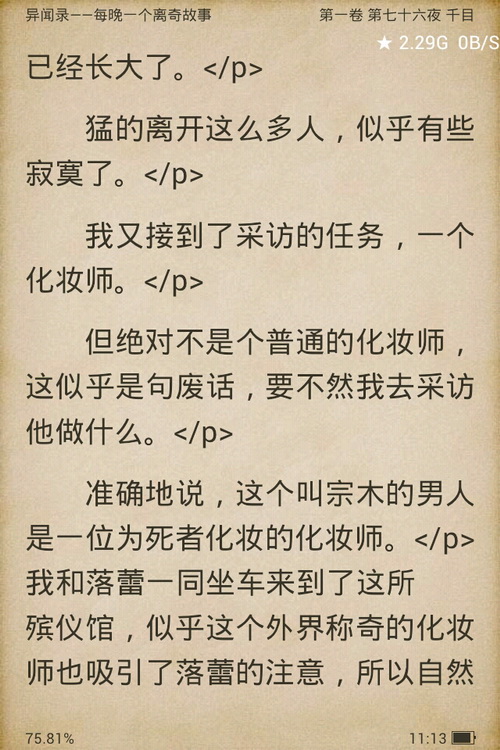 异闻录——每晚一个离奇故事 第一卷 第七十六夜 千目
★ 2.29G 0B/S
已经长大了。</p>
猛的离开这么多人，似乎有些
寂寞了。</p>
我又接到了采访的任务，一个
化妆师。</p>
但绝对不是个普通的化妆师，
这似乎是句废话，要不然我去采访
他做什么。</p>
准确地说，这个叫宗木的男人
是一位为死者化妆的化妆师。</p>
我和落蕾一同坐车来到了这所
殡仪馆，似乎这个外界称奇的化妆
师也吸引了落蕾的注意，所以自然
75.81% 11:13